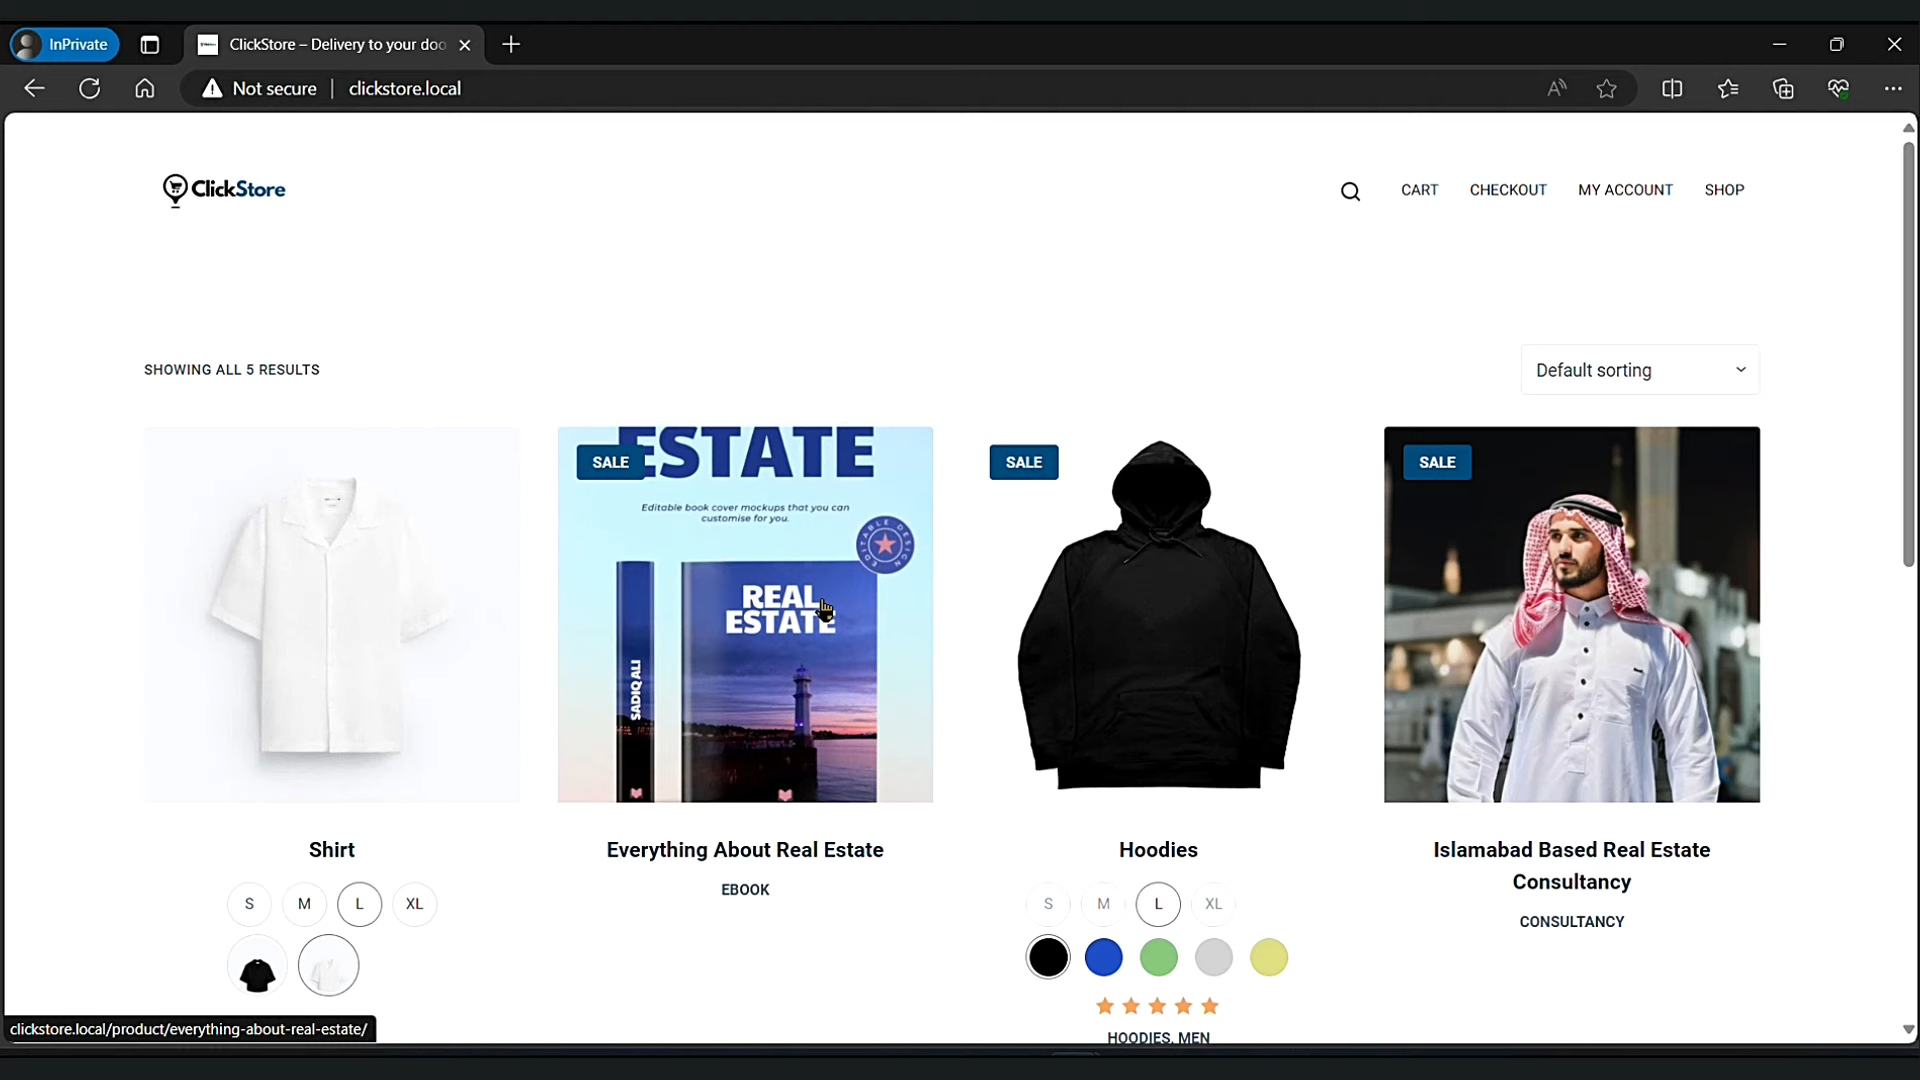 InPrivate
ClickStore – Delivery to your doo
Not secure
clickstore.local
ClickStore
CART
CHECKOUT
MY ACCOUNT
SHOP
SHOWING ALL 5 RESULTS
Default sorting
SALE
ESTATE
Editable book cover mockups that you can
customise for you.
EDITABLE DESIGN
REAL
ESTATE
SADIQ ALI
SALE
SALE
Shirt
S M L XL
Everything About Real Estate
EBOOK
Hoodies
S M L XL
HOODIES, MEN
Islamabad Based Real Estate
Consultancy
CONSULTANCY
clickstore.local/product/everything-about-real-estate/